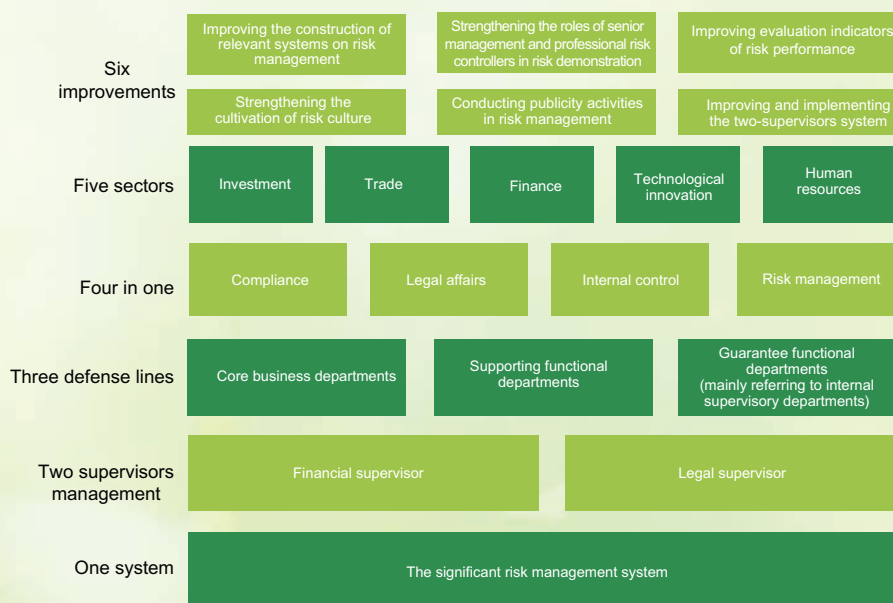 Six
improvements
Improving the construction of
relevant systems on risk
management
Strengthening the roles of senior
management and professional risk
controllers in risk demonstration
Improving evaluation indicators
of risk performance
Strengthening the
cultivation of risk culture
Conducting publicity activities
in risk management
Improving and implementing
the two-supervisors system
Five sectors
Investment
Trade
Finance
Technological
innovation
Human
resources
Four in one
Compliance
Legal affairs
Internal control
Risk management
Three defense lines
Core business departments
Supporting functional
departments
Guarantee functional
departments
(mainly referring to internal
supervisory departments)
Two supervisors
management
Financial supervisor
Legal supervisor
One system
The significant risk management system